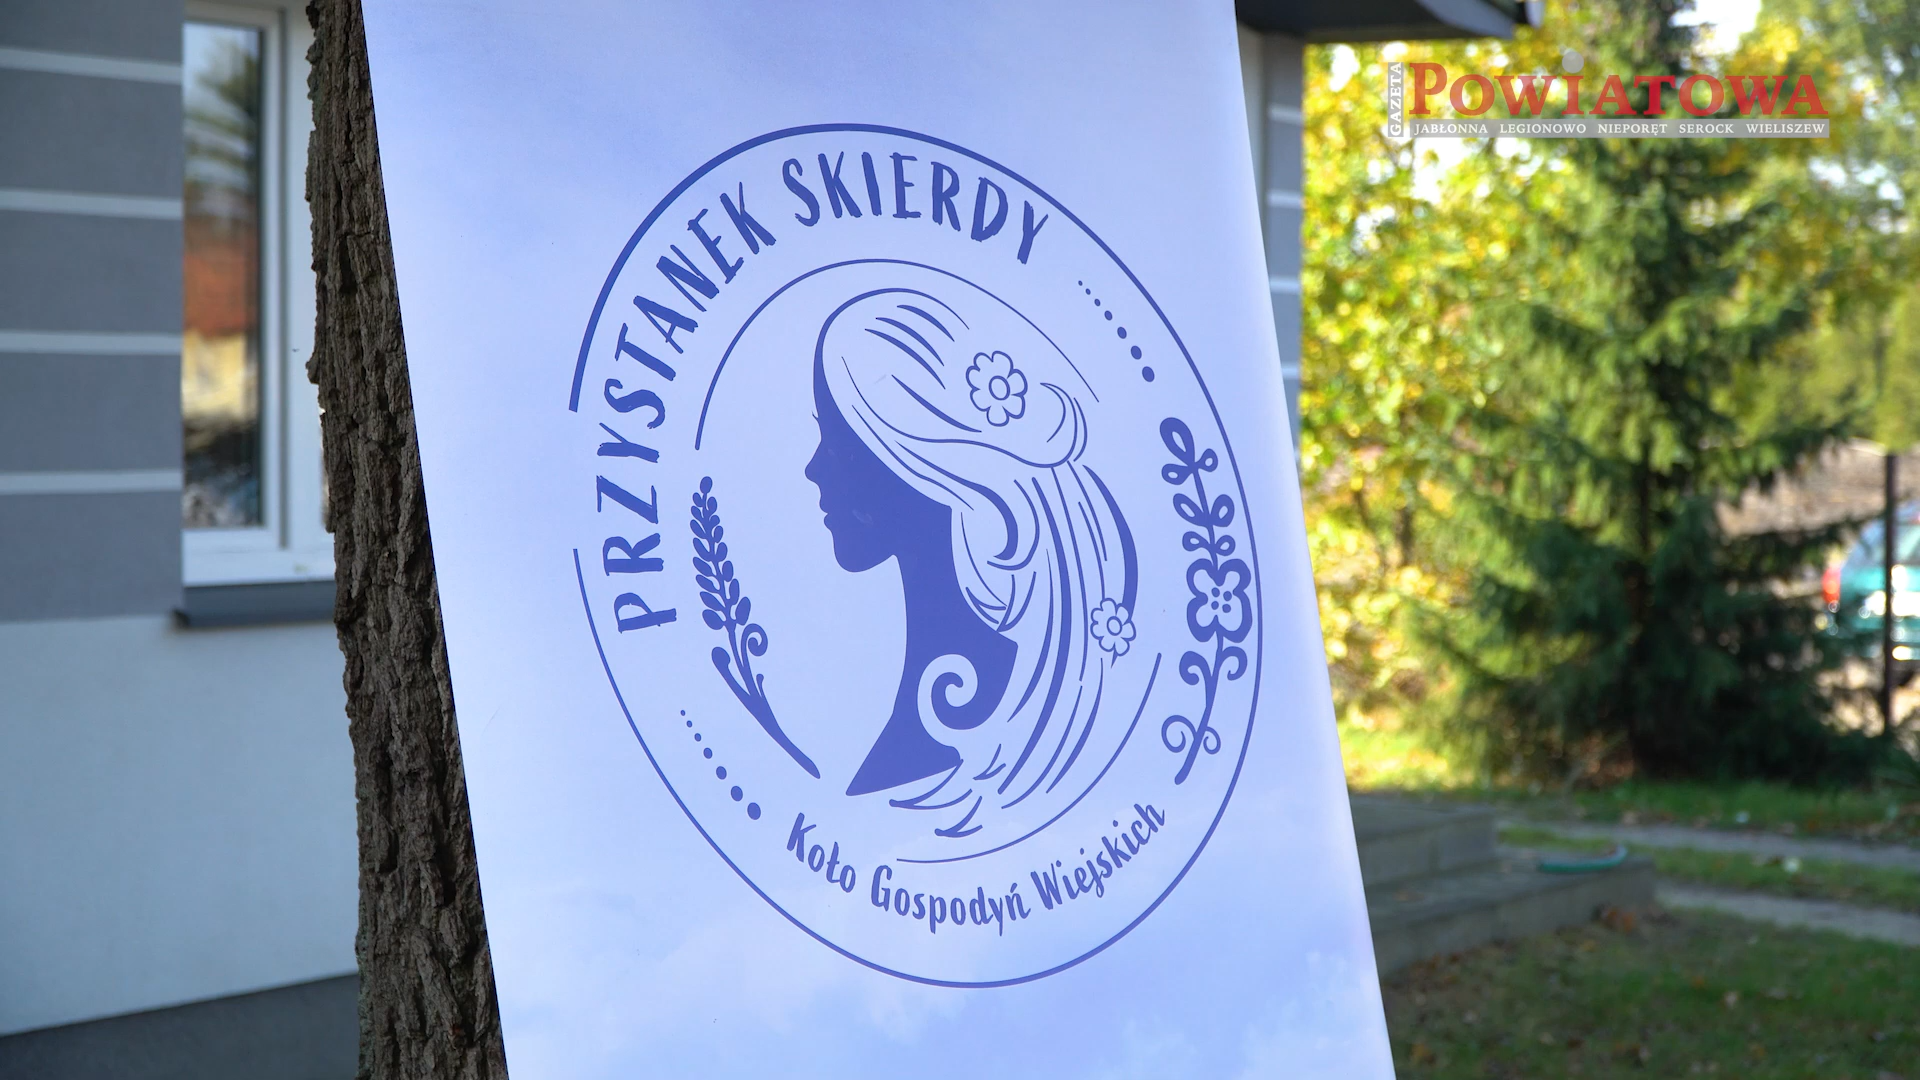 PRZYSTANEK SKIERDY
Koło Gospodyń Wiejskich
GAZETA
POWiATOWA
JABŁONNA LEGIONOWO NIEPORĘT SEROCK WIELISZEW